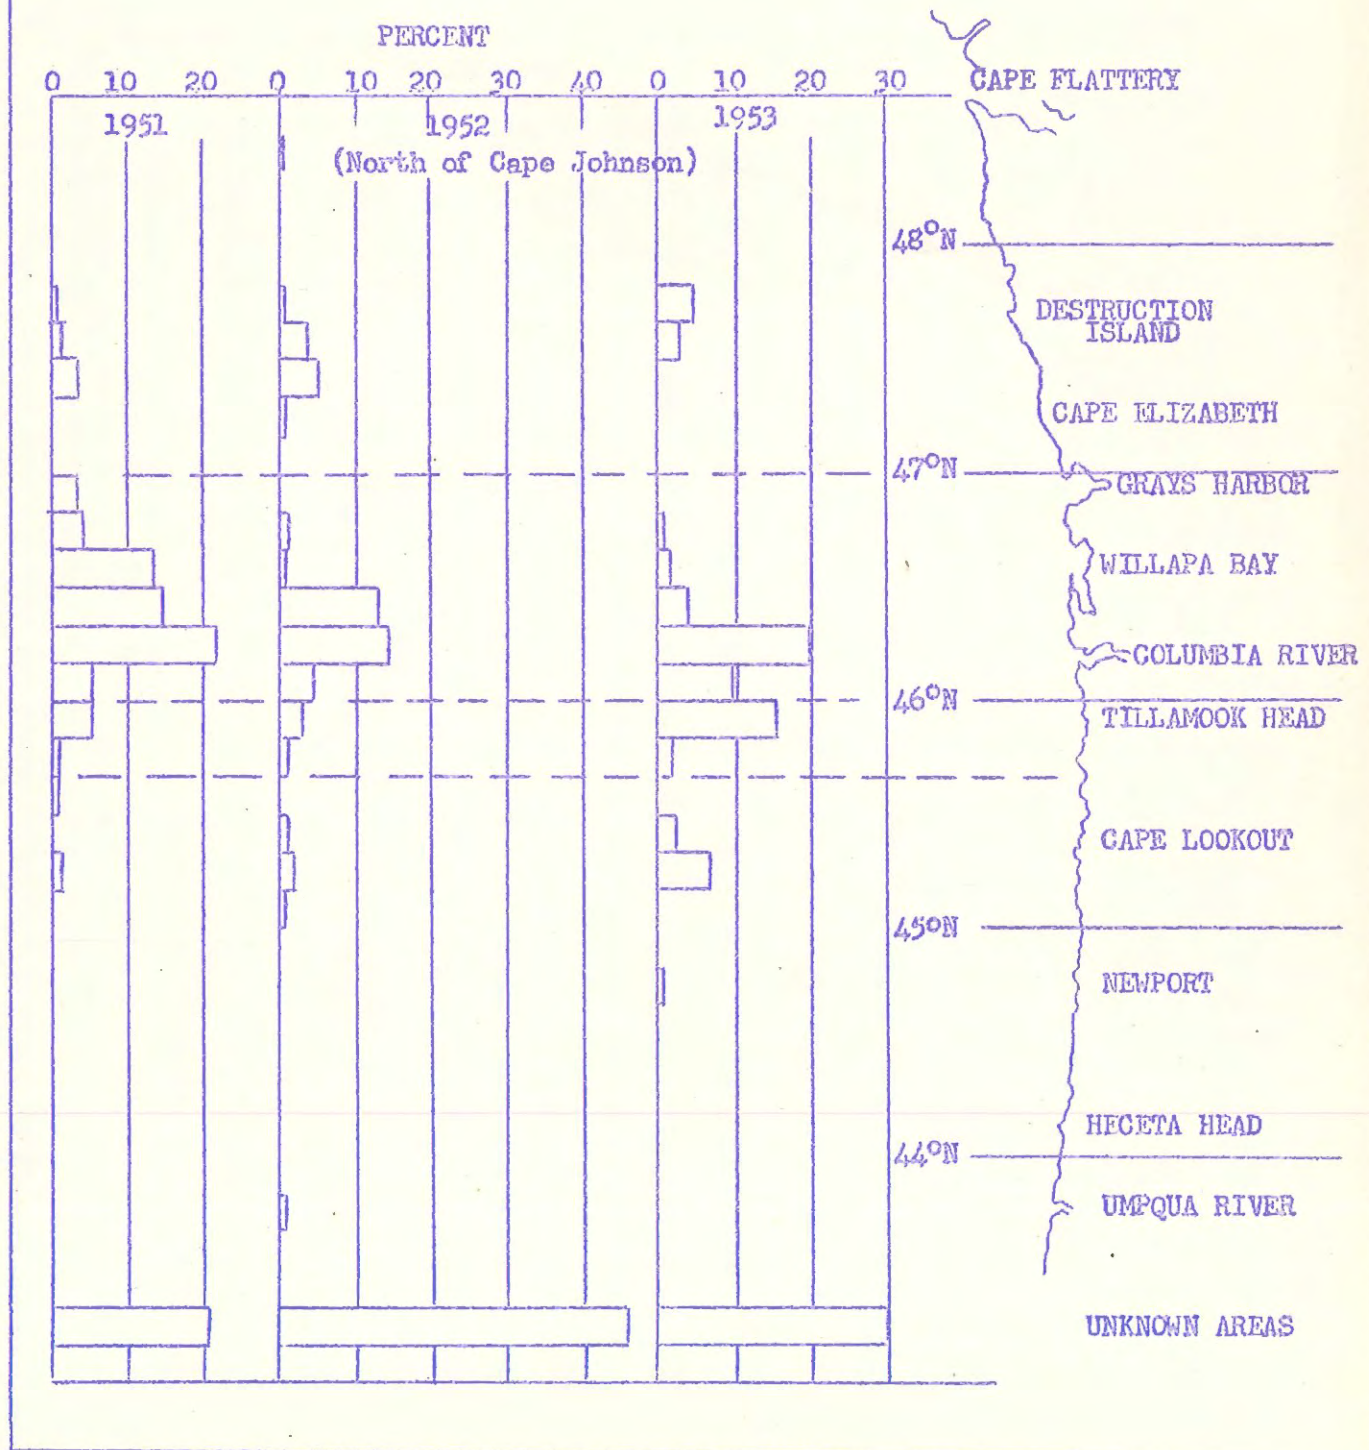 PERCENT
0 10 20 0 10 20 30 40 0 10 20 30
CAPE FLATTERY
1951 1952 1953
(North of Cape Johnson)
48°N
DESTRUCTION
ISLAND
CAPE ELIZABETH
47°N
GRAYS HARBOR
WILLAPA BAY
COLUMBIA RIVER
46°N
TILLAMOOK HEAD
CAPE LOOKOUT
45°N
NEWPORT
HECETA HEAD
44°N
UMPQUA RIVER
UNKNOWN AREAS